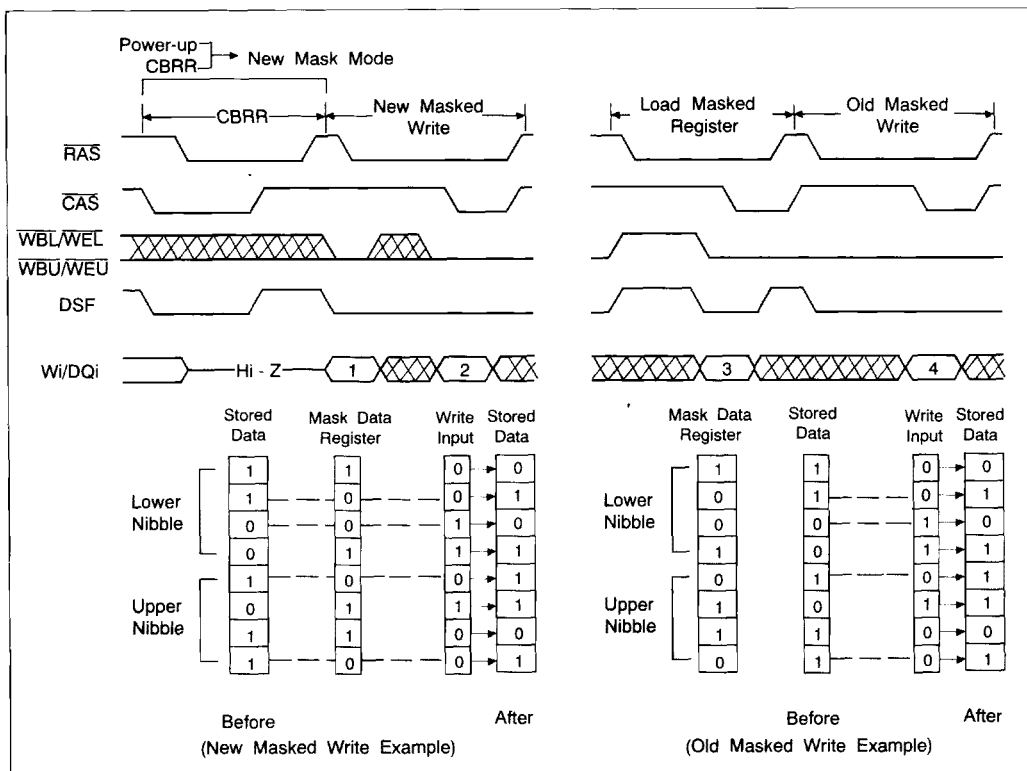 Power-up
CBRR
New Mask Mode
CBRR
New Masked
Write
Load Masked
Register
Old Masked
Write
RAS
CAS
WBL/WEL
WBU/WEU
DSF
Wi/DQi
Hi - Z
1
2
3
4
Stored
Data
Mask Data
Register
Write
Input
Stored
Data
Mask Data
Register
Stored
Data
Write
Input
Stored
Data
Lower
Nibble
Upper
Nibble
1 1 0 0
1 0 0 1
0 0 1 0
0 1 1 1
1 0 0 1
0 1 1 1
1 1 0 0
1 0 0 1
Before
After
(New Masked Write Example)
Lower
Nibble
Upper
Nibble
1 1 0 0
0 1 0 1
0 0 1 0
1 0 1 1
0 1 0 1
1 0 1 1
1 1 0 0
0 1 0 1
Before
After
(Old Masked Write Example)